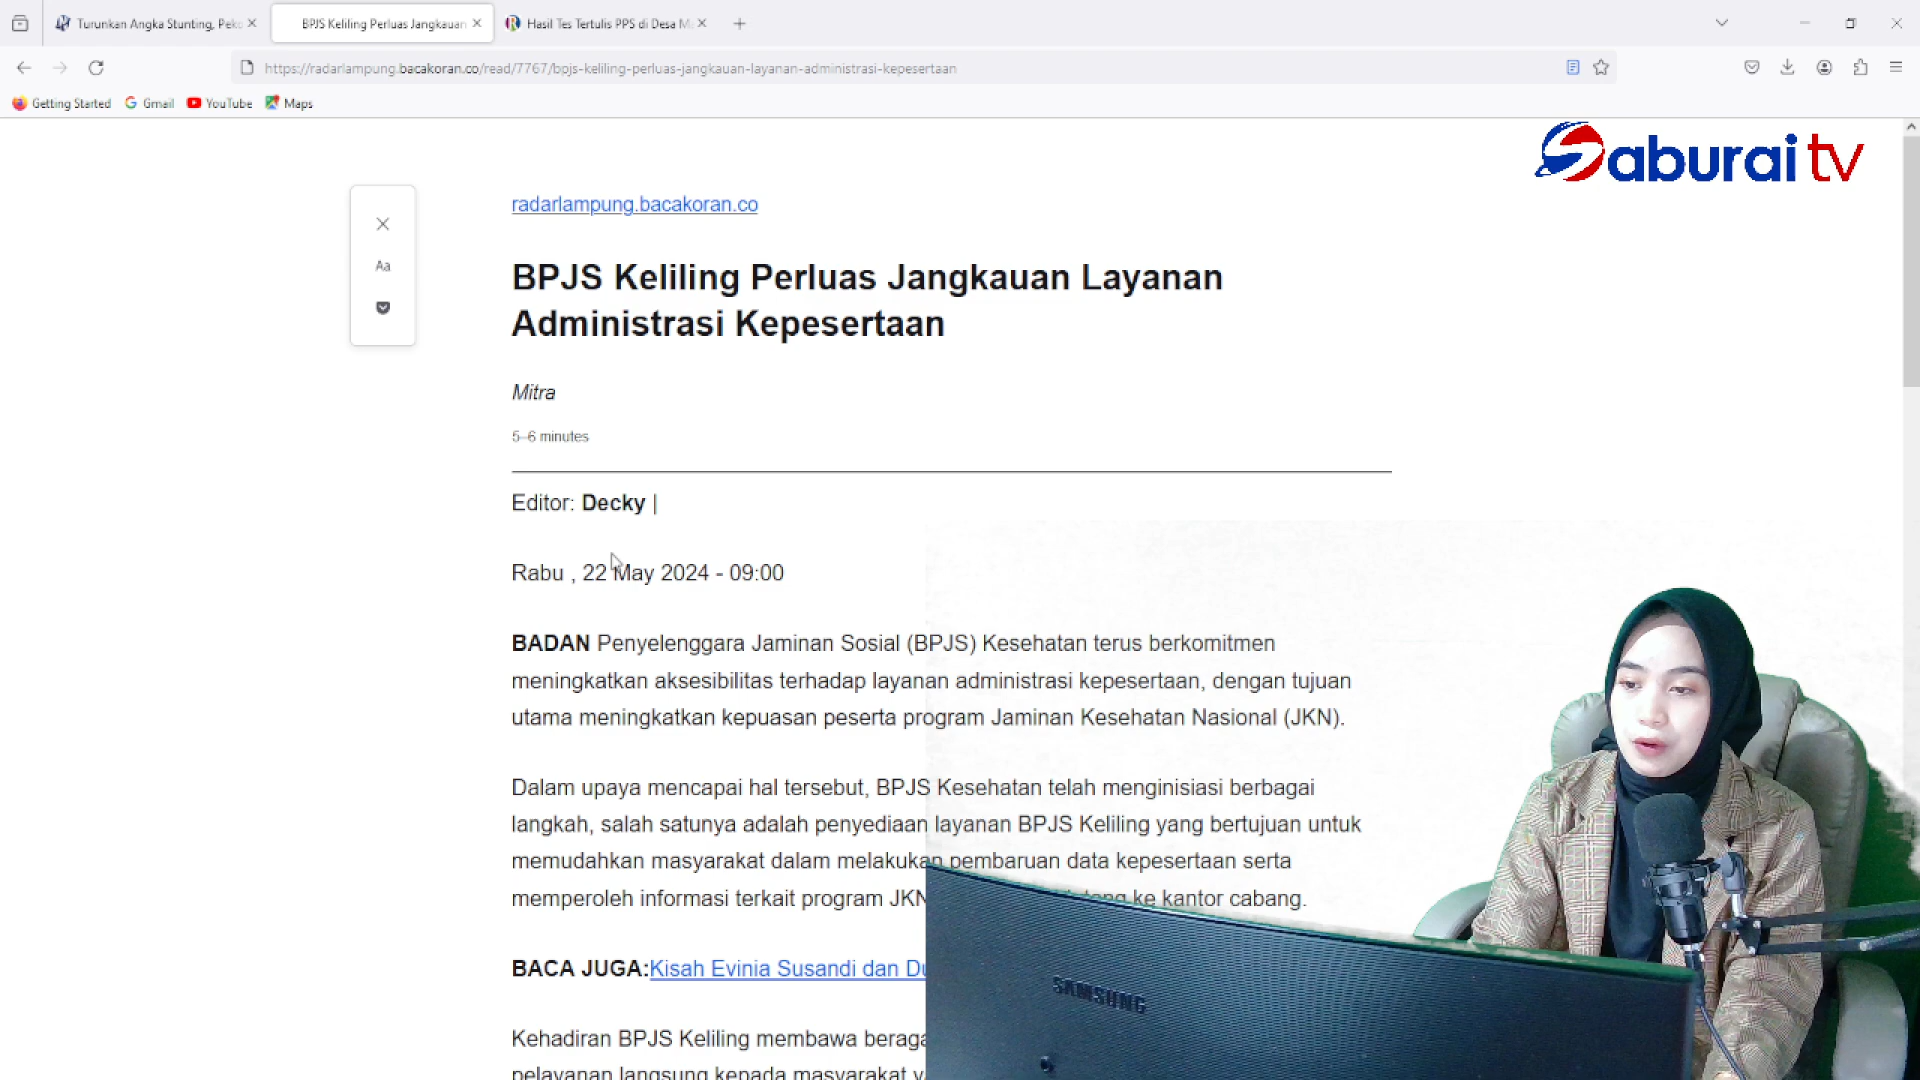 Turunkan Angka Stunting, Peko
BPJS Keliling Perluas Jangkauan
Hasil Tes Tertulis PPS di Desa M
https://radarlampung.bacakoran.co/read/7767/bpjs-keliling-perluas-jangkauan-layanan-administrasi-kepesertaan
Getting Started
Gmail
YouTube
Maps
Saburai tv
radarlampung.bacakoran.co
Aa
BPJS Keliling Perluas Jangkauan Layanan
Administrasi Kepesertaan
Mitra
5–6 minutes
Editor: Decky |
Rabu , 22 May 2024 - 09:00
BADAN Penyelenggara Jaminan Sosial (BPJS) Kesehatan terus berkomitmen
meningkatkan aksesibilitas terhadap layanan administrasi kepesertaan, dengan tujuan
utama meningkatkan kepuasan peserta program Jaminan Kesehatan Nasional (JKN).
Dalam upaya mencapai hal tersebut, BPJS Kesehatan telah menginisiasi berbagai
langkah, salah satunya adalah penyediaan layanan BPJS Keliling yang bertujuan untuk
memudahkan masyarakat dalam melakukan pembaruan data kepesertaan serta
memperoleh informasi terkait program JKN ke kantor cabang.
BACA JUGA:Kisah Evinia Susandi dan
SAMSUNG
Kehadiran BPJS Keliling membawa
pelayanan langsung kepada masyarakat